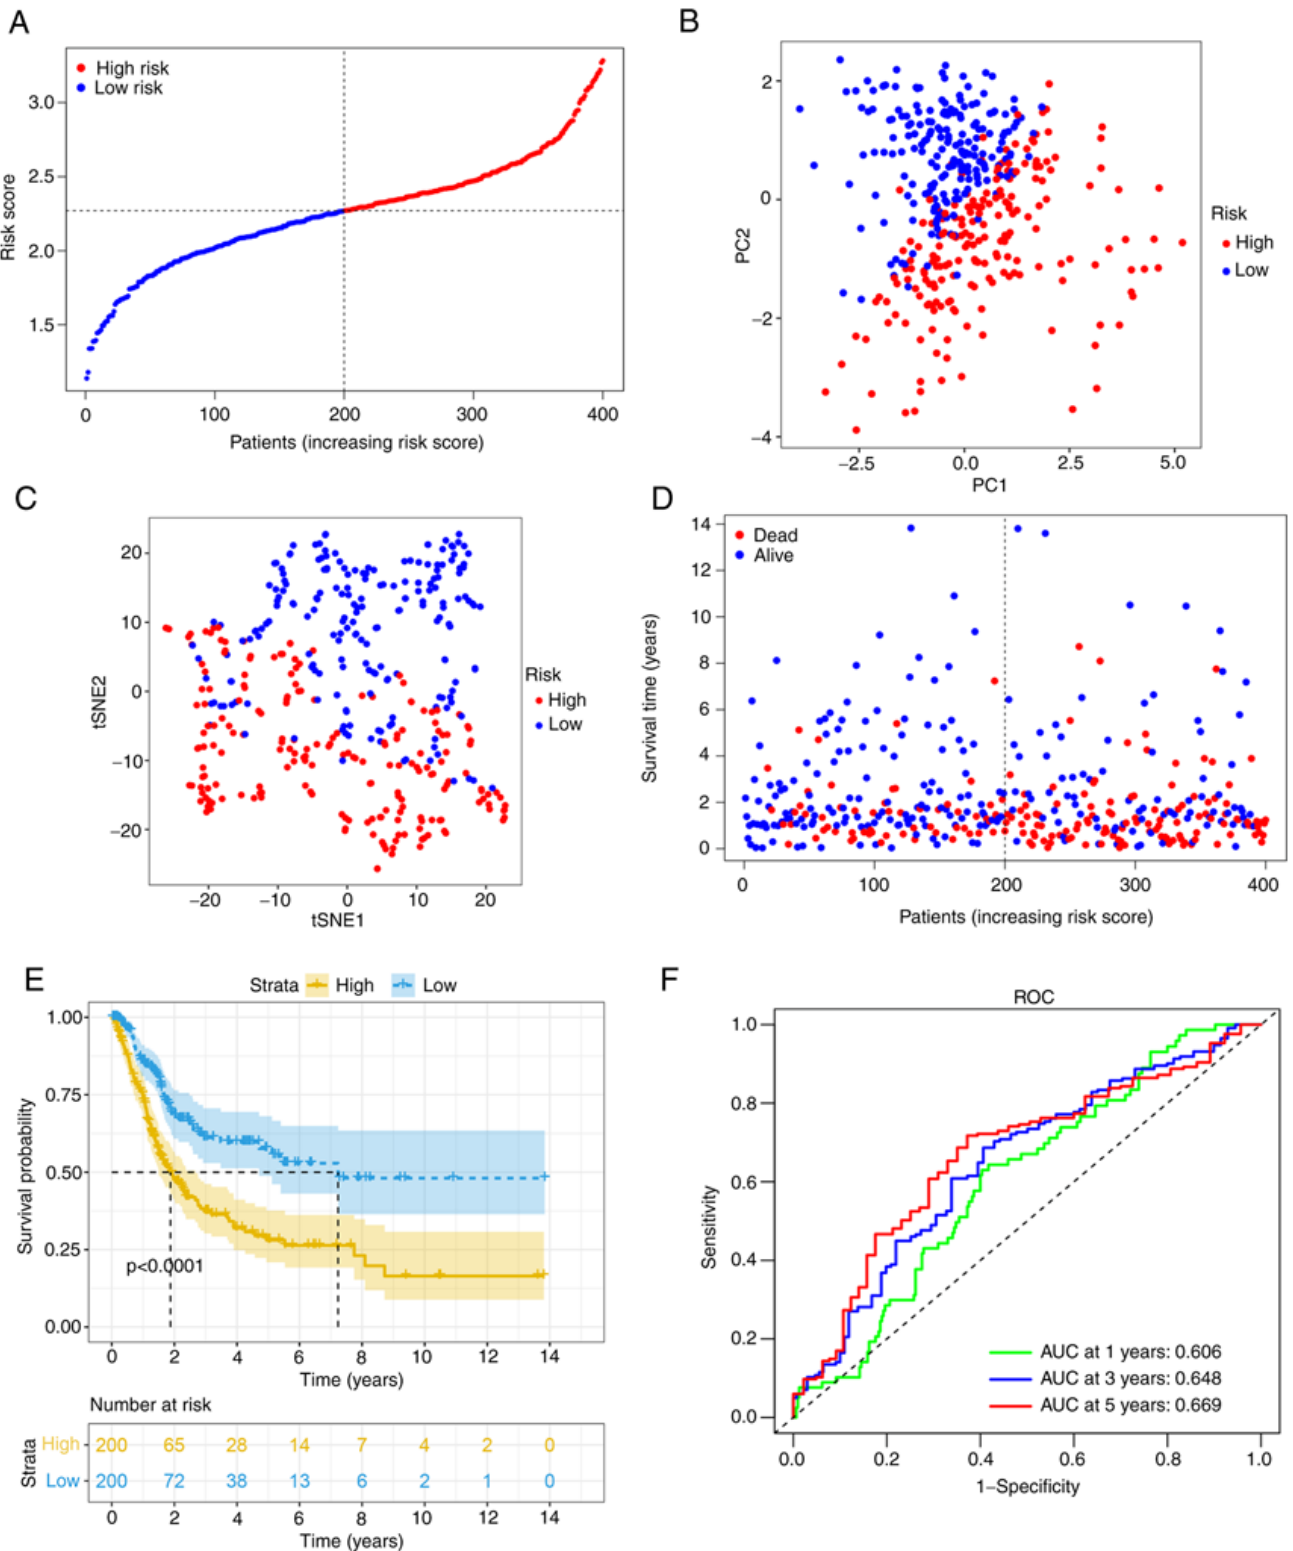 A
High risk
Low risk
3.0
2.5
2.0
1.5
Risk score
0 100 200 300 400
Patients (increasing risk score)
B
2
0
−2
−4
PC2
−2.5 0.0 2.5 5.0
PC1
Risk
High
Low
C
20
10
0
−10
−20
tSNE2
−20 −10 0 10 20
tSNE1
Risk
High
Low
D
Dead
Alive
14
12
10
8
6
4
2
0
Survival time (years)
0 100 200 300 400
Patients (increasing risk score)
E
Strata High Low
1.00
0.75
0.50
0.25
0.00
Survival probability
p<0.0001
0 2 4 6 8 10 12 14
Time (years)
Number at risk
Strata
High 200 65 28 14 7 4 2 0
Low 200 72 38 13 6 2 1 0
0 2 4 6 8 10 12 14
Time (years)
F
ROC
1.0
0.8
0.6
0.4
0.2
0.0
Sensitivity
AUC at 1 years: 0.606
AUC at 3 years: 0.648
AUC at 5 years: 0.669
0.0 0.2 0.4 0.6 0.8 1.0
1−Specificity